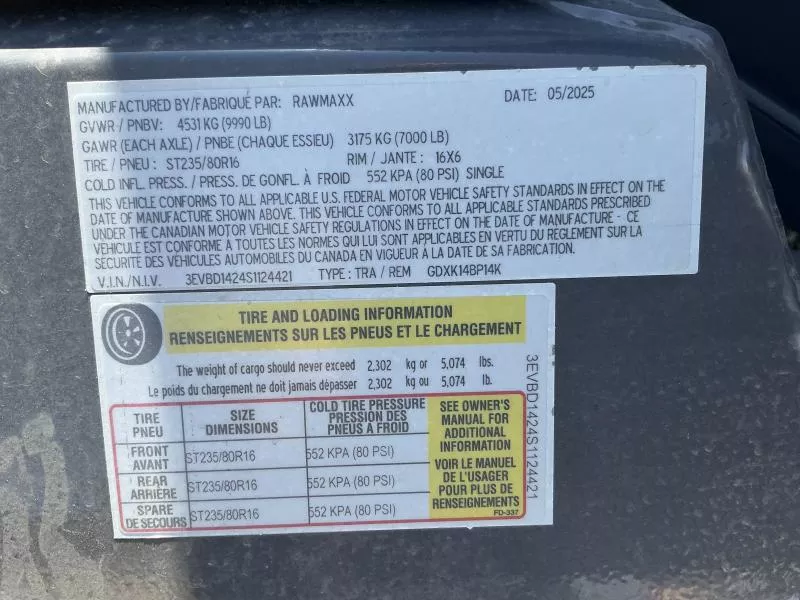 MANUFACTURED BY/FABRIQUÉ PAR: RAWMAXX DATE: 05/2025
GVWR / PNBV: 4531 KG (9990 LB)
GAWR (EACH AXLE) / PNBE (CHAQUE ESSIEU) 3175 KG (7000 LB)
TIRE / PNEU : ST235/80R16 RIM / JANTE : 16X6
COLD INFL. PRESS. / PRESS. DE GONFL. À FROID 552 KPA (80 PSI) SINGLE
THIS VEHICLE CONFORMS TO ALL APPLICABLE U.S. FEDERAL MOTOR VEHICLE SAFETY STANDARDS IN EFFECT ON THE
DATE OF MANUFACTURE SHOWN ABOVE. THIS VEHICLE CONFORMS TO ALL APPLICABLE STANDARDS PRESCRIBED
UNDER THE CANADIAN MOTOR VEHICLE SAFETY REGULATIONS IN EFFECT ON THE DATE OF MANUFACTURE - CE
VÉHICULE EST CONFORME À TOUTES LES NORMES QUI LUI SONT APPLICABLES EN VERTU DU RÈGLEMENT SUR LA
SÉCURITÉ DES VÉHICULES AUTOMOBILES DU CANADA EN VIGUEUR À LA DATE DE SA FABRICATION.
V.I.N./N.I.V. 3EVBD1424S1124421 TYPE : TRA / REM GDXK14BP14K
TIRE AND LOADING INFORMATION
RENSEIGNEMENTS SUR LES PNEUS ET LE CHARGEMENT
The weight of cargo should never exceed 2,302 kg or 5,074 lbs.
Le poids du chargement ne doit jamais dépasser 2,302 kg ou 5,074 lb.
TIRE
PNEU
SIZE
DIMENSIONS
COLD TIRE PRESSURE
PRESSION DES
PNEUS A FROID
FRONT
AVANT
ST235/80R16 552 KPA (80 PSI)
REAR
ARRIÈRE
ST235/80R16 552 KPA (80 PSI)
SPARE
DE SECOURS
ST235/80R16 552 KPA (80 PSI)
SEE OWNER'S
MANUAL FOR
ADDITIONAL
INFORMATION
VOIR LE MANUEL
DE L'USAGER
POUR PLUS DE
RENSEIGNEMENTS
FD-337
3EVBD1424S1124421